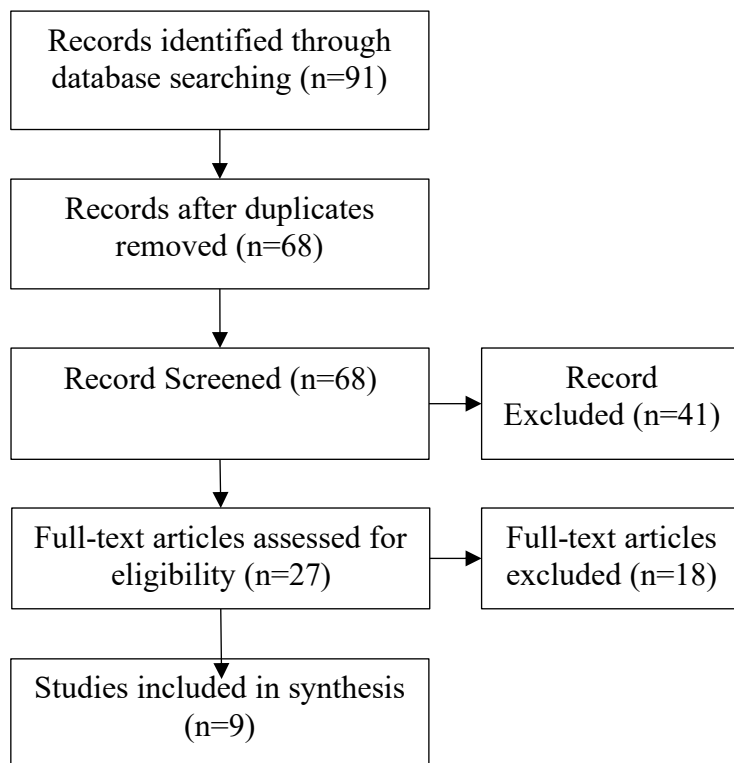 Records identified through
database searching (n=91)
Records after duplicates
removed (n=68)
Record Screened (n=68)
Record
Excluded (n=41)
Full-text articles assessed for
eligibility (n=27)
Full-text articles
excluded (n=18)
Studies included in synthesis
(n=9)